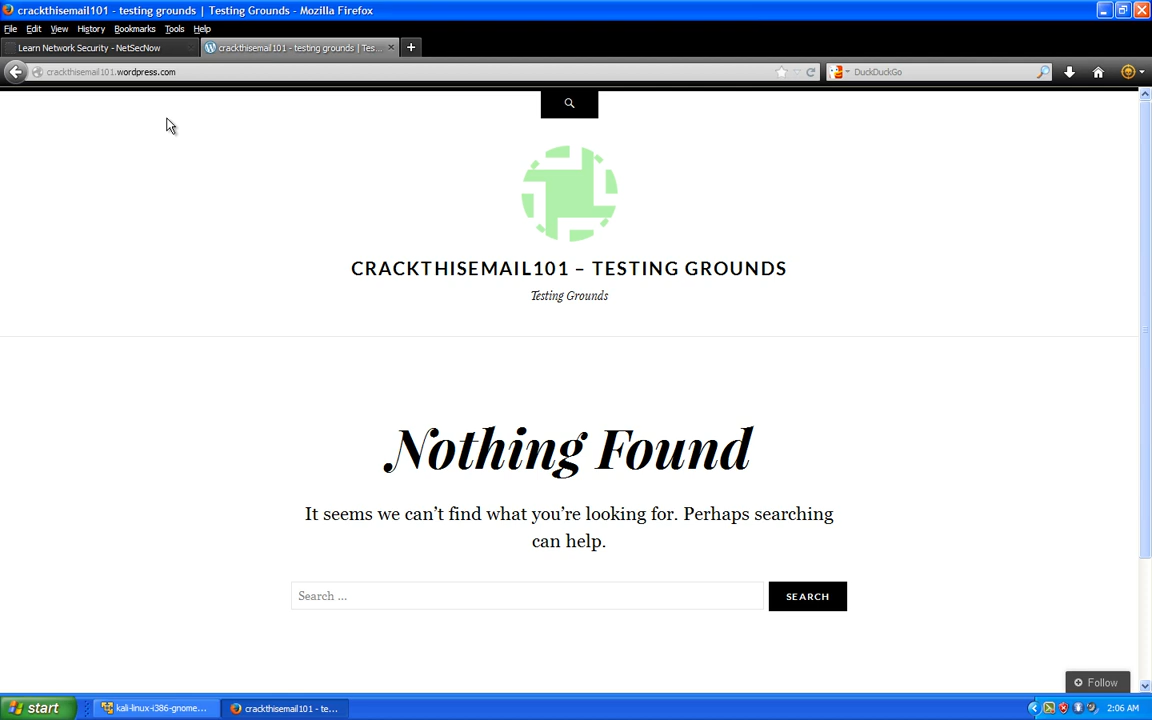 crackthisemail101 - testing grounds | Testing Grounds - Mozilla Firefox
File Edit View History Bookmarks Tools Help
Learn Network Security - NetSecNow
crackthisemail101 - testing grounds | Tes...
crackthisemail101.wordpress.com
DuckDuckGo
CRACKTHISEMAIL101 – TESTING GROUNDS
Testing Grounds
Nothing Found
It seems we can't find what you're looking for. Perhaps searching
can help.
Search ...
SEARCH
Follow
start
kali-linux-i386-gnome...
crackthisemail101 - te...
2:06 AM